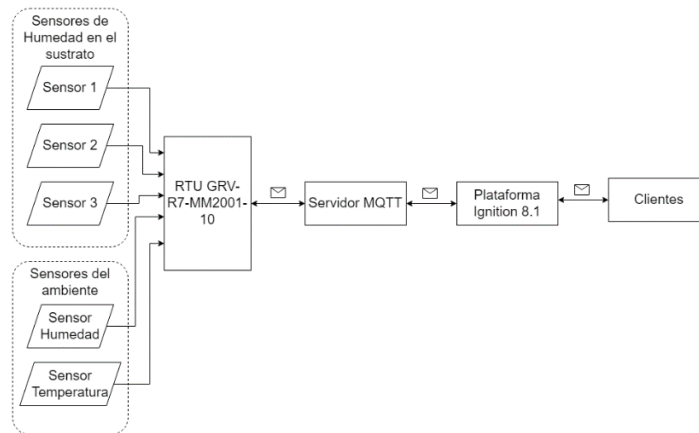 Sensores de
Humedad en el
sustrato
Sensor 1
Sensor 2
Sensor 3
Sensores del
ambiente
Sensor
Humedad
Sensor
Temperatura
RTU GRV-
R7-MM2001-
10
Servidor MQTT
Plataforma
Ignition 8.1
Clientes